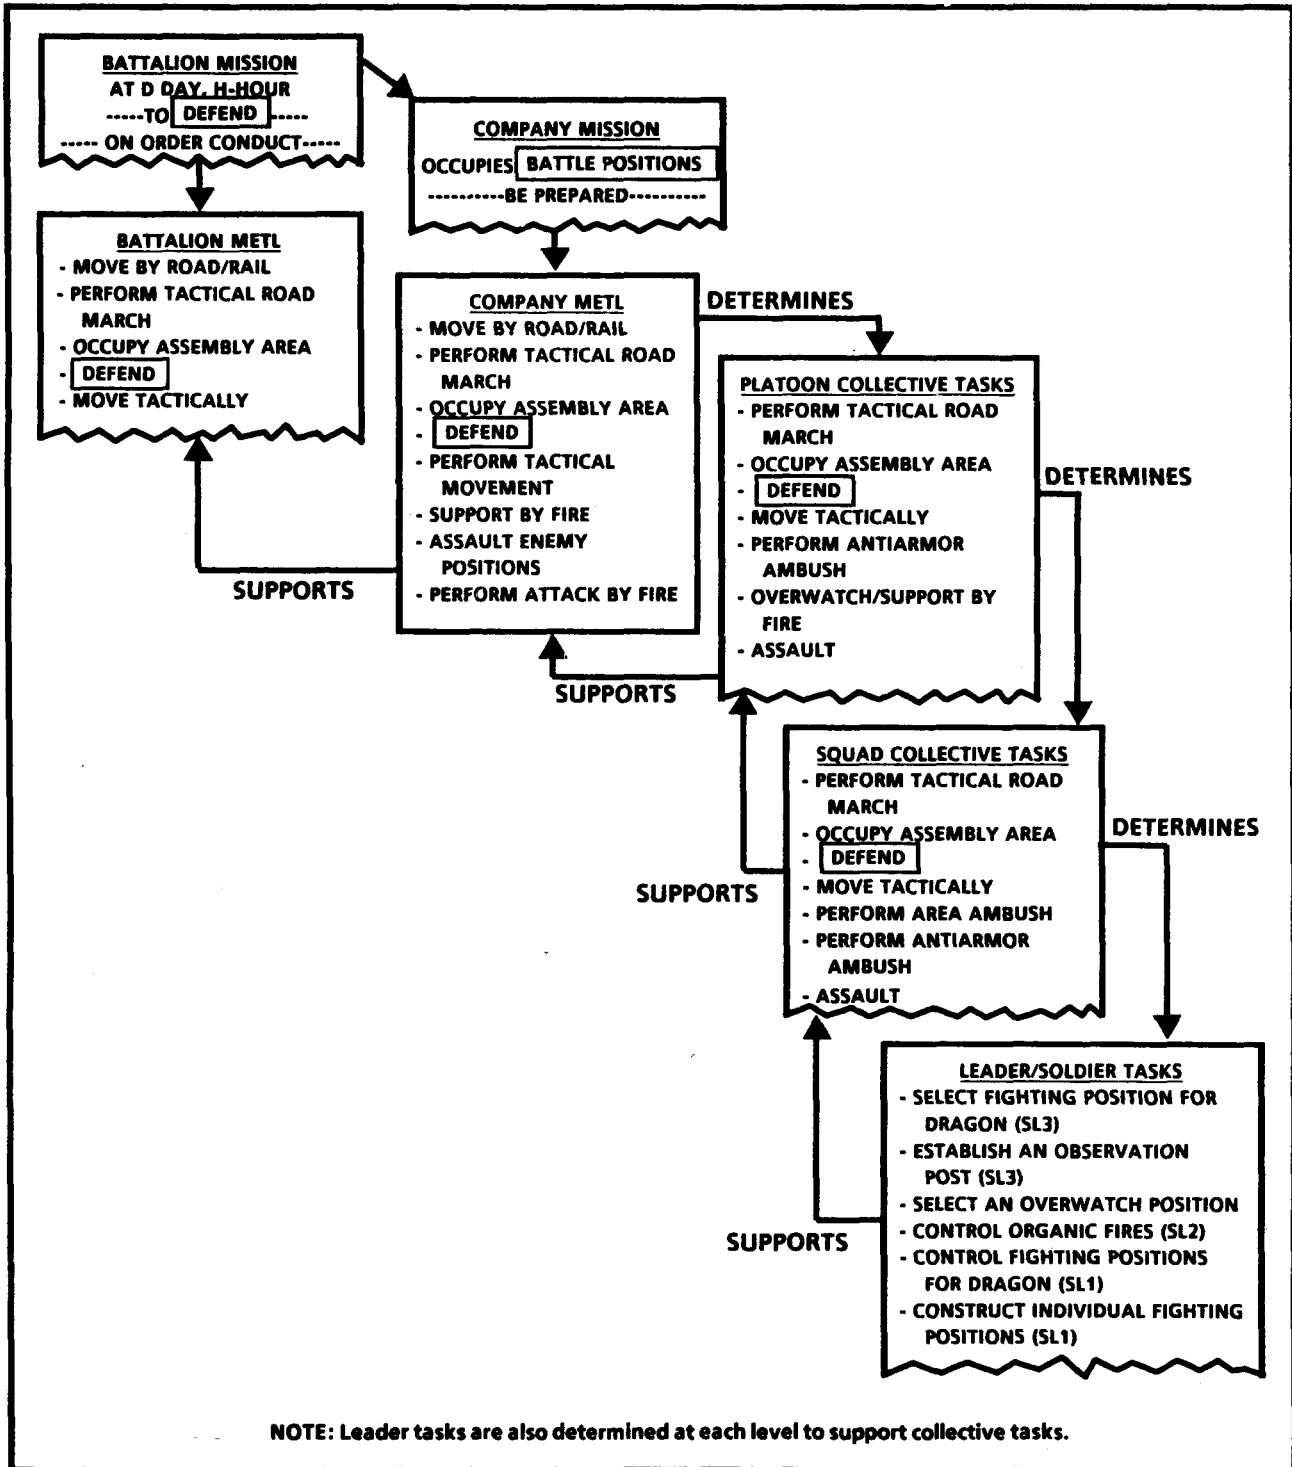 BATTALION MISSION
AT D DAY, H-HOUR
-----TO DEFEND-----
----- ON ORDER CONDUCT-----
COMPANY MISSION
OCCUPIES BATTLE POSITIONS
----------BE PREPARED----------
BATTALION METL
- MOVE BY ROAD/RAIL
- PERFORM TACTICAL ROAD
MARCH
- OCCUPY ASSEMBLY AREA
- DEFEND
- MOVE TACTICALLY
SUPPORTS
COMPANY METL
- MOVE BY ROAD/RAIL
- PERFORM TACTICAL ROAD
MARCH
- OCCUPY ASSEMBLY AREA
- DEFEND
- PERFORM TACTICAL
MOVEMENT
- SUPPORT BY FIRE
- ASSAULT ENEMY
POSITIONS
- PERFORM ATTACK BY FIRE
DETERMINES
SUPPORTS
PLATOON COLLECTIVE TASKS
- PERFORM TACTICAL ROAD
MARCH
- OCCUPY ASSEMBLY AREA
- DEFEND
- MOVE TACTICALLY
- PERFORM ANTIARMOR
AMBUSH
- OVERWATCH/SUPPORT BY
FIRE
- ASSAULT
DETERMINES
SUPPORTS
SQUAD COLLECTIVE TASKS
- PERFORM TACTICAL ROAD
MARCH
- OCCUPY ASSEMBLY AREA
- DEFEND
- MOVE TACTICALLY
- PERFORM AREA AMBUSH
- PERFORM ANTIARMOR
AMBUSH
- ASSAULT
DETERMINES
SUPPORTS
LEADER/SOLDIER TASKS
- SELECT FIGHTING POSITION FOR
DRAGON (SL3)
- ESTABLISH AN OBSERVATION
POST (SL3)
- SELECT AN OVERWATCH POSITION
- CONTROL ORGANIC FIRES (SL2)
- CONTROL FIGHTING POSITIONS
FOR DRAGON (SL1)
- CONSTRUCT INDIVIDUAL FIGHTING
POSITIONS (SL1)
NOTE: Leader tasks are also determined at each level to support collective tasks.